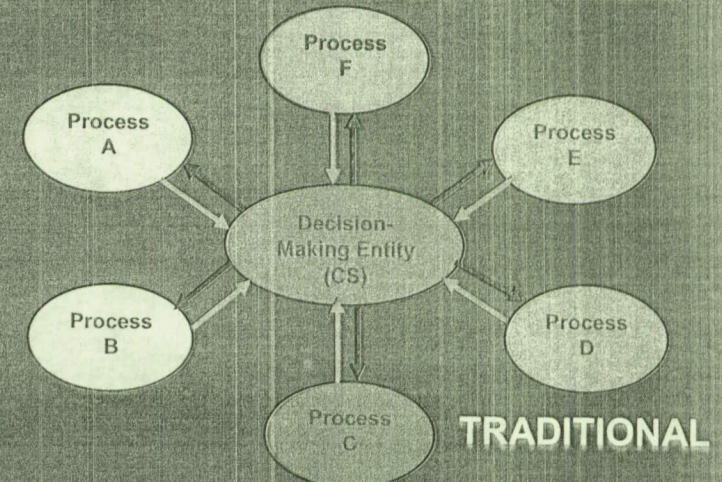 Process
F
Process
A
Process
E
Decision-
Making Entity
(CS)
Process
B
Process
D
Process
C
TRADITIONAL